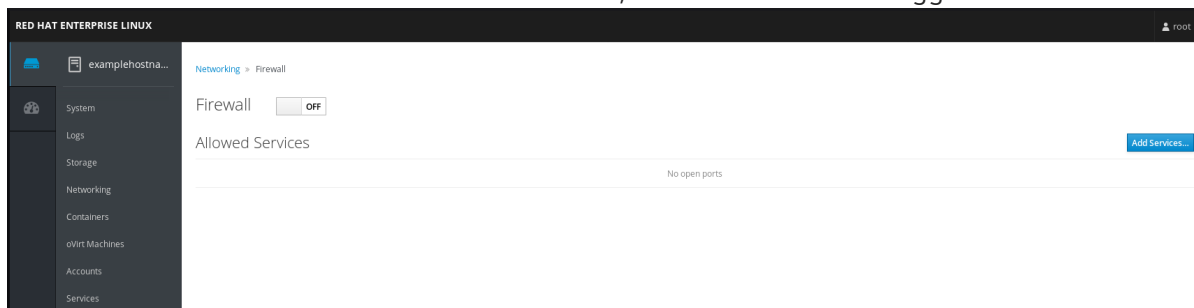 RED HAT ENTERPRISE LINUX
root
examplehostna...
Networking » Firewall
System
Firewall
OFF
Logs
Allowed Services
Add Services...
Storage
No open ports
Networking
Containers
oVirt Machines
Accounts
Services